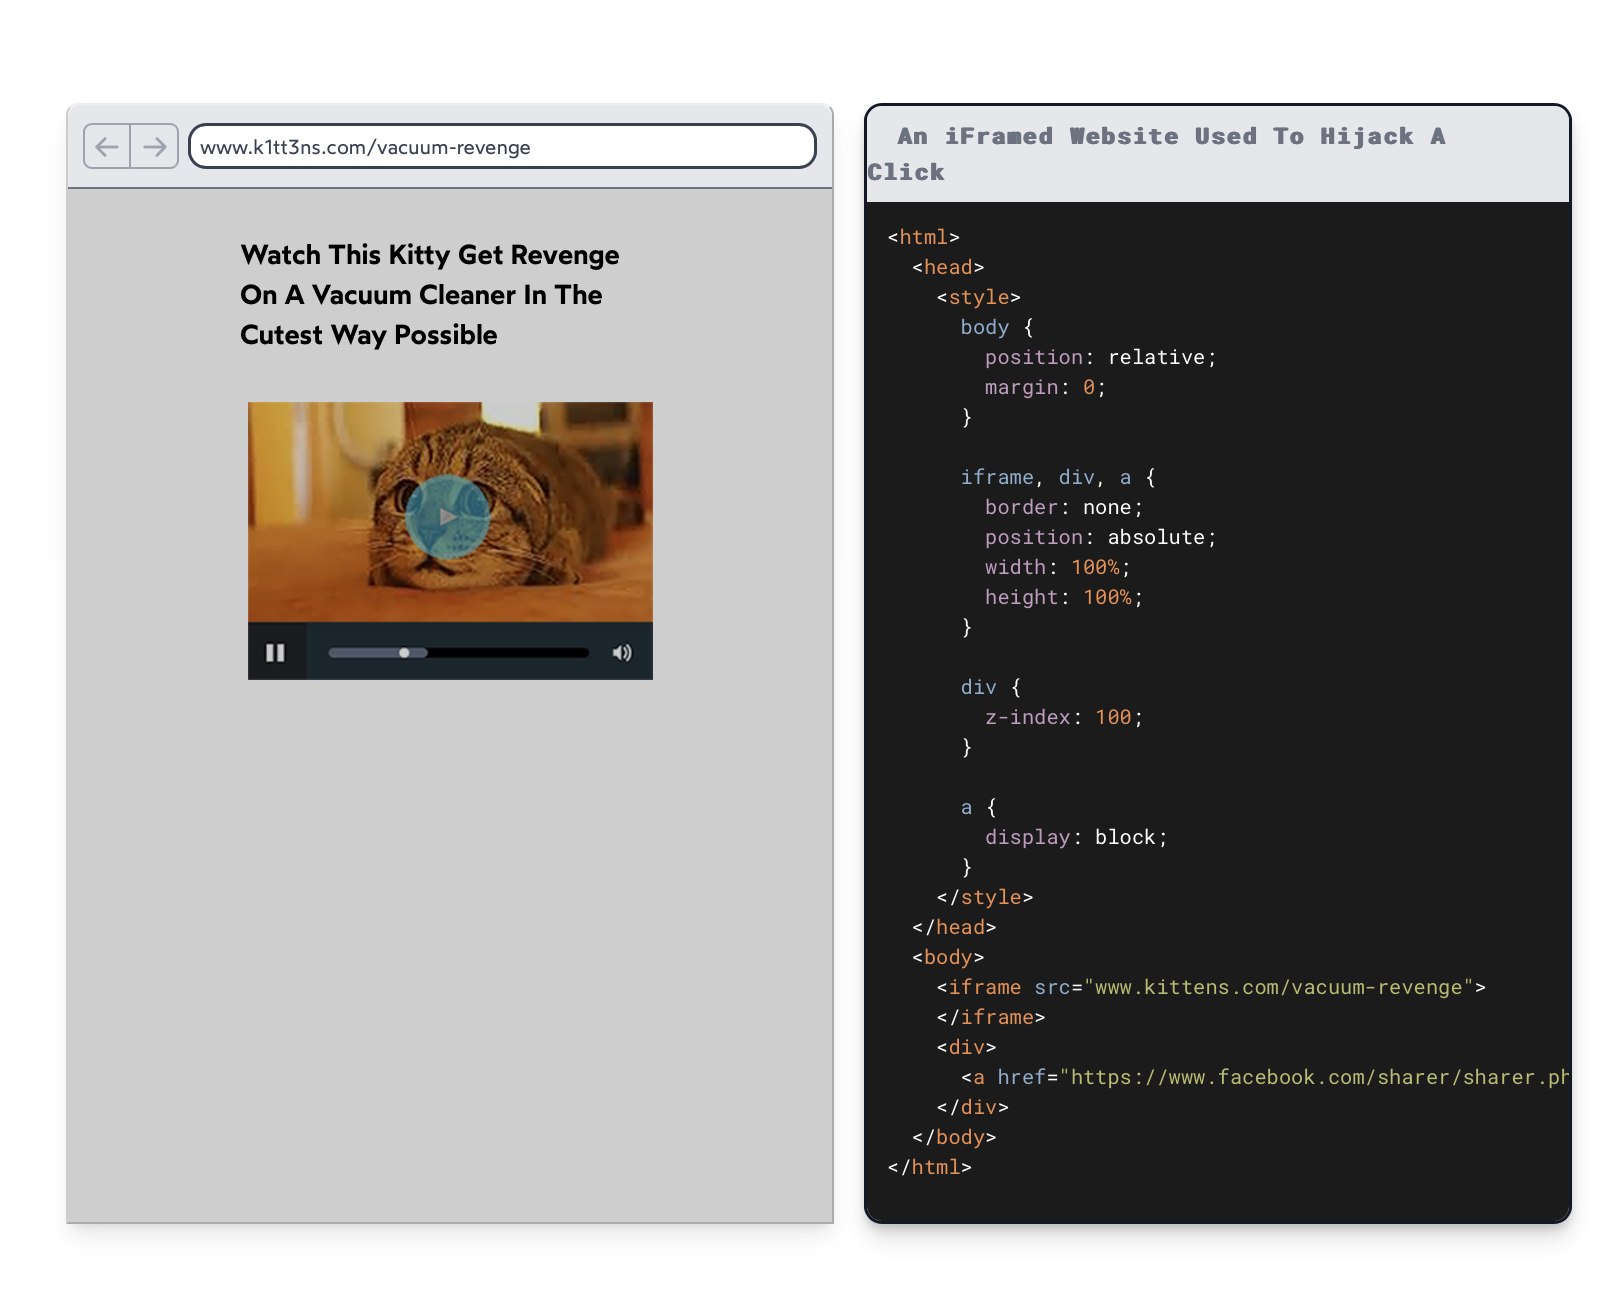 www.k1tt3ns.com/vacuum-revenge
Watch This Kitty Get Revenge
On A Vacuum Cleaner In The
Cutest Way Possible
An iFramed Website Used To Hijack A
Click
<html>
  <head>
    <style>
      body {
        position: relative;
        margin: 0;
      }

      iframe, div, a {
        border: none;
        position: absolute;
        width: 100%;
        height: 100%;
      }

      div {
        z-index: 100;
      }

      a {
        display: block;
      }
    </style>
  </head>
  <body>
    <iframe src="www.kittens.com/vacuum-revenge">
    </iframe>
    <div>
      <a href="https://www.facebook.com/sharer/sharer.ph
    </div>
  </body>
</html>